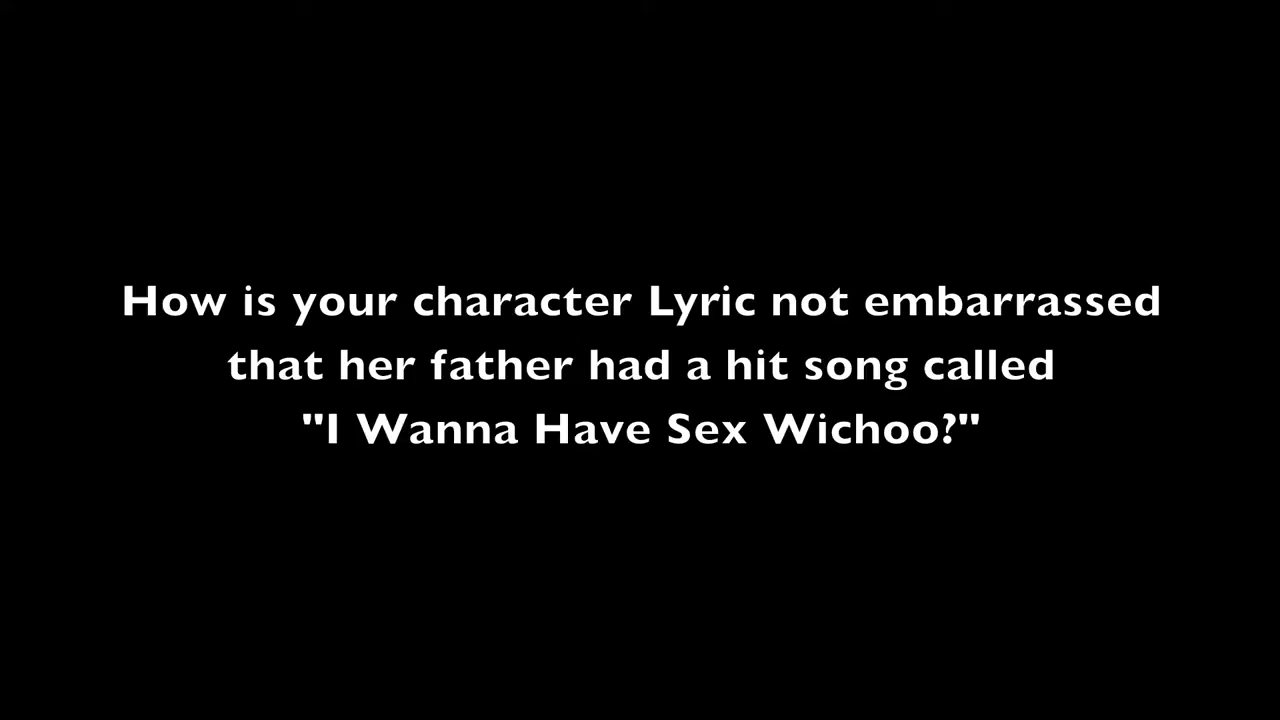 How is your character Lyric not embarrassed
that her father had a hit song called
"I Wanna Have Sex Wichoo?"